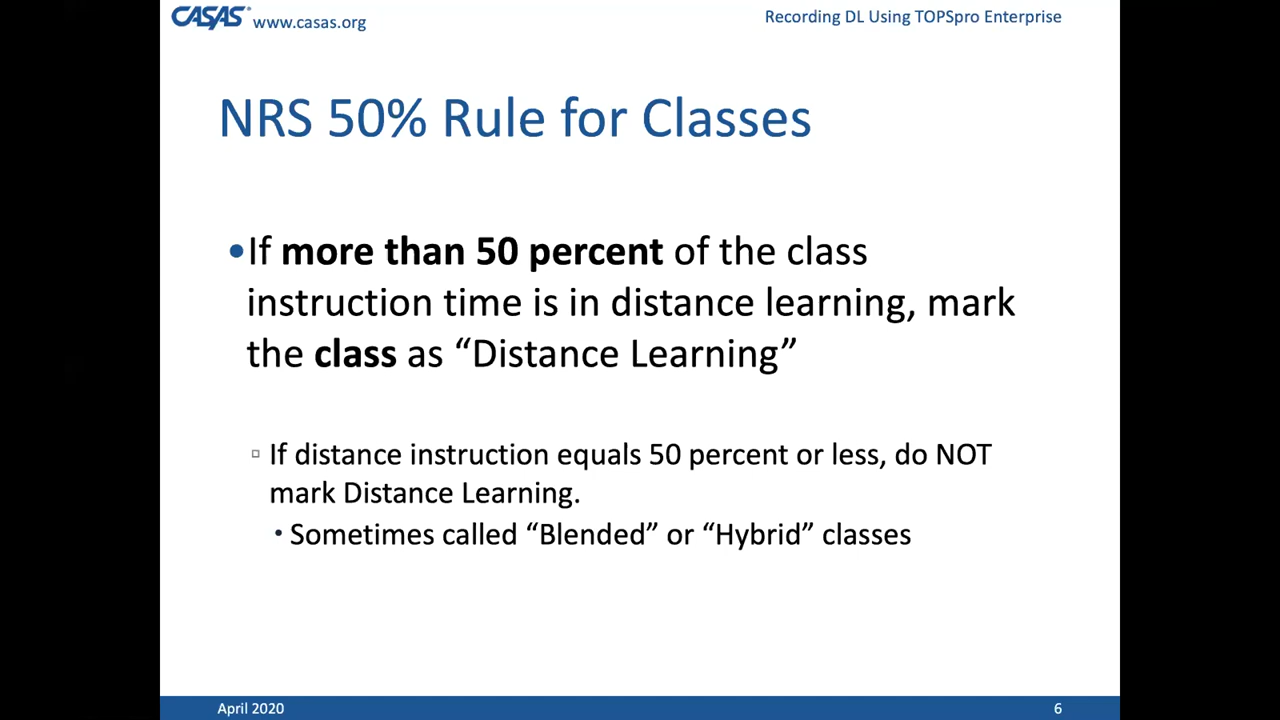 CASAS® www.casas.org
Recording DL Using TOPSpro Enterprise
NRS 50% Rule for Classes
•If more than 50 percent of the class
instruction time is in distance learning, mark
the class as “Distance Learning”
▫ If distance instruction equals 50 percent or less, do NOT
mark Distance Learning.
• Sometimes called “Blended” or “Hybrid” classes
April 2020
6